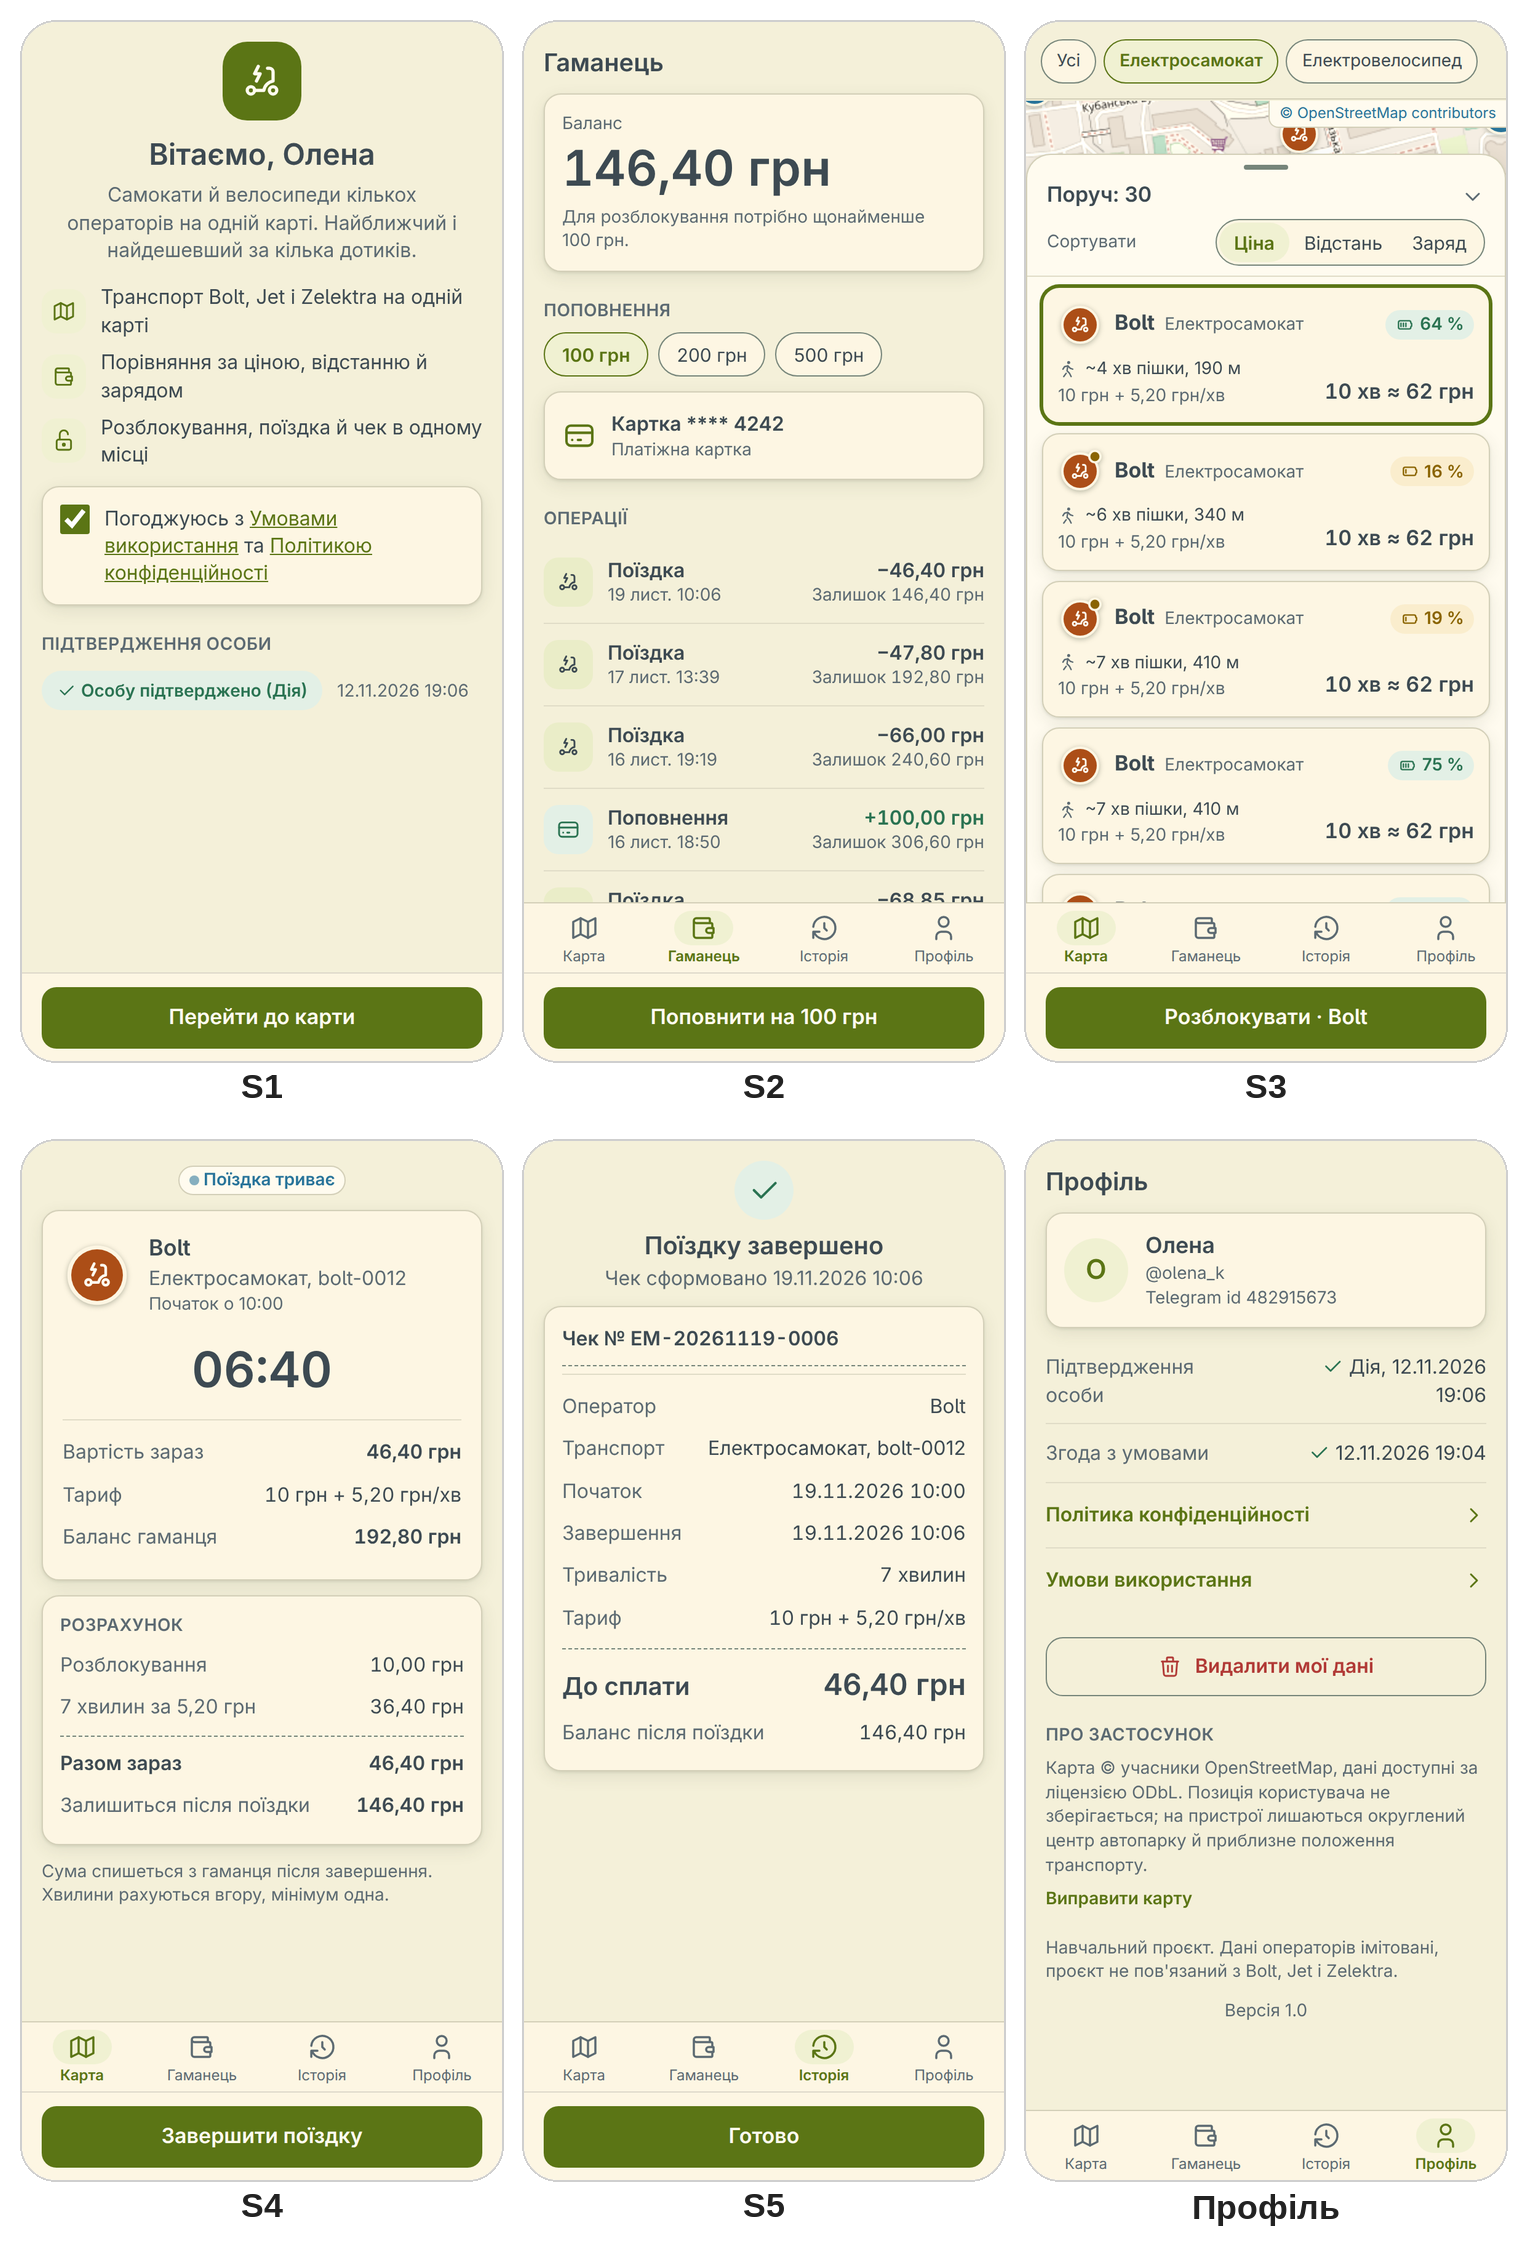 Вітаємо, Олена
Самокати й велосипеди кількох
операторів на одній карті. Найближчий і
найдешевший за кілька дотиків.
Транспорт Bolt, Jet і Zelektra на одній
карті
Порівняння за ціною, відстанню й
зарядом
Розблокування, поїздка й чек в одному
місці
Погоджуюсь з Умовами
використання та Політикою
конфіденційності
ПІДТВЕРДЖЕННЯ ОСОБИ
Особу підтверджено (Дія) 12.11.2026 19:06
Перейти до карти
S1
Гаманець
Баланс
146,40 грн
Для розблокування потрібно щонайменше
100 грн.
ПОПОВНЕННЯ
100 грн 200 грн 500 грн
Картка **** 4242
Платіжна картка
ОПЕРАЦІЇ
Поїздка −46,40 грн
19 лист. 10:06 Залишок 146,40 грн
Поїздка −47,80 грн
17 лист. 13:39 Залишок 192,80 грн
Поїздка −66,00 грн
16 лист. 19:19 Залишок 240,60 грн
Поповнення +100,00 грн
16 лист. 18:50 Залишок 306,60 грн
Поїздка −68,85 грн
Карта Гаманець Історія Профіль
Поповнити на 100 грн
S2
Усі Електросамокат Електровелосипед
© OpenStreetMap contributors
Поруч: 30
Сортувати Ціна Відстань Заряд
Bolt Електросамокат 64 %
~4 хв пішки, 190 м
10 грн + 5,20 грн/хв 10 хв ≈ 62 грн
Bolt Електросамокат 16 %
~6 хв пішки, 340 м
10 грн + 5,20 грн/хв 10 хв ≈ 62 грн
Bolt Електросамокат 19 %
~7 хв пішки, 410 м
10 грн + 5,20 грн/хв 10 хв ≈ 62 грн
Bolt Електросамокат 75 %
~7 хв пішки, 410 м
10 грн + 5,20 грн/хв 10 хв ≈ 62 грн
Карта Гаманець Історія Профіль
Розблокувати · Bolt
S3
Поїздка триває
Bolt
Електросамокат, bolt-0012
Початок о 10:00
06:40
Вартість зараз 46,40 грн
Тариф 10 грн + 5,20 грн/хв
Баланс гаманця 192,80 грн
РОЗРАХУНОК
Розблокування 10,00 грн
7 хвилин за 5,20 грн 36,40 грн
Разом зараз 46,40 грн
Залишиться після поїздки 146,40 грн
Сума спишеться з гаманця після завершення.
Хвилини рахуються вгору, мінімум одна.
Карта Гаманець Історія Профіль
Завершити поїздку
S4
Поїздку завершено
Чек сформовано 19.11.2026 10:06
Чек № EM-20261119-0006
Оператор Bolt
Транспорт Електросамокат, bolt-0012
Початок 19.11.2026 10:00
Завершення 19.11.2026 10:06
Тривалість 7 хвилин
Тариф 10 грн + 5,20 грн/хв
До сплати 46,40 грн
Баланс після поїздки 146,40 грн
Карта Гаманець Історія Профіль
Готово
S5
Профіль
О
Олена
@olena_k
Telegram id 482915673
Підтвердження Дія, 12.11.2026
особи 19:06
Згода з умовами 12.11.2026 19:04
Політика конфіденційності
Умови використання
Видалити мої дані
ПРО ЗАСТОСУНОК
Карта © учасники OpenStreetMap, дані доступні за
ліцензією ODbL. Позиція користувача не
зберігається; на пристрої лишаються округлений
центр автопарку й приблизне положення
транспорту.
Виправити карту
Навчальний проєкт. Дані операторів імітовані,
проєкт не пов'язаний з Bolt, Jet і Zelektra.
Версія 1.0
Карта Гаманець Історія Профіль
Профіль